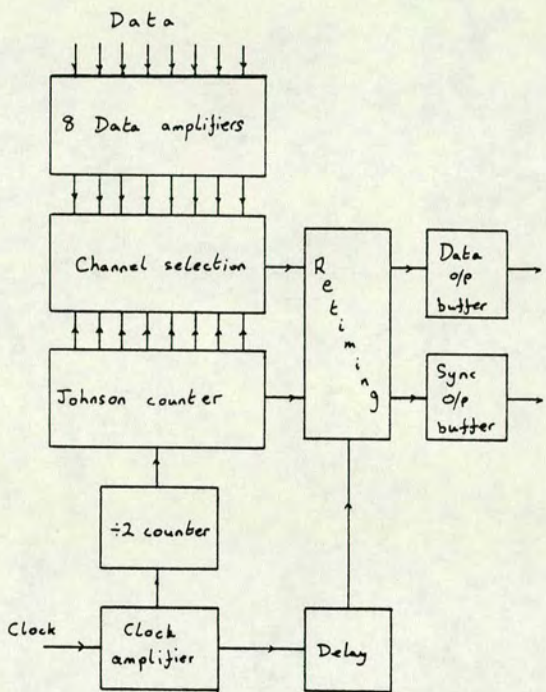 Data
8 Data amplifiers
Channel selection
Retiming
Data
o/p
buffer
Johnson counter
Sync
o/p
buffer
÷2 counter
Clock
Clock
amplifier
Delay